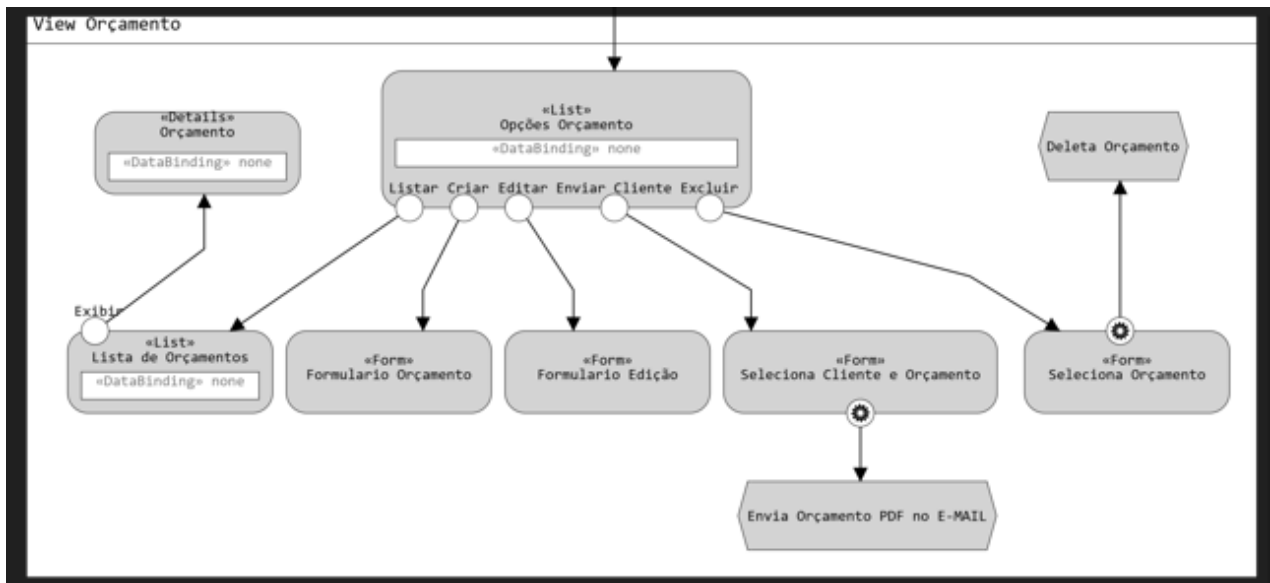 View Orçamento
«List»
Opções Orçamento
«DataBinding» none
Listar Criar Editar Enviar Cliente Excluir
«Details»
Orçamento
«DataBinding» none
Deleta Orçamento
Exibir
«List»
Lista de Orçamentos
«DataBinding» none
«Form»
Formulario Orçamento
«Form»
Formulario Edição
«Form»
Seleciona Cliente e Orçamento
«Form»
Seleciona Orçamento
Envia Orçamento PDF no E-MAIL